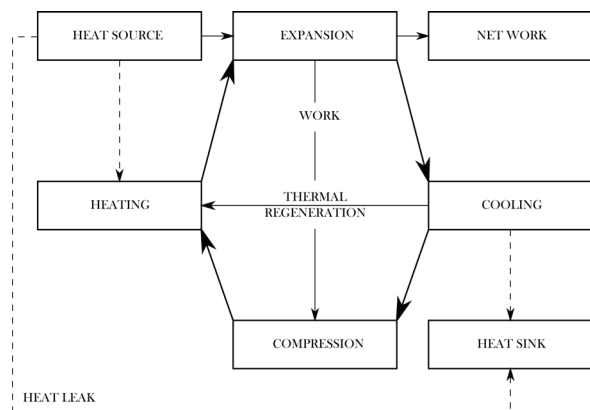 HEAT SOURCE
EXPANSION
NET WORK
WORK
HEATING
THERMAL
REGENERATION
COOLING
COMPRESSION
HEAT SINK
HEAT LEAK